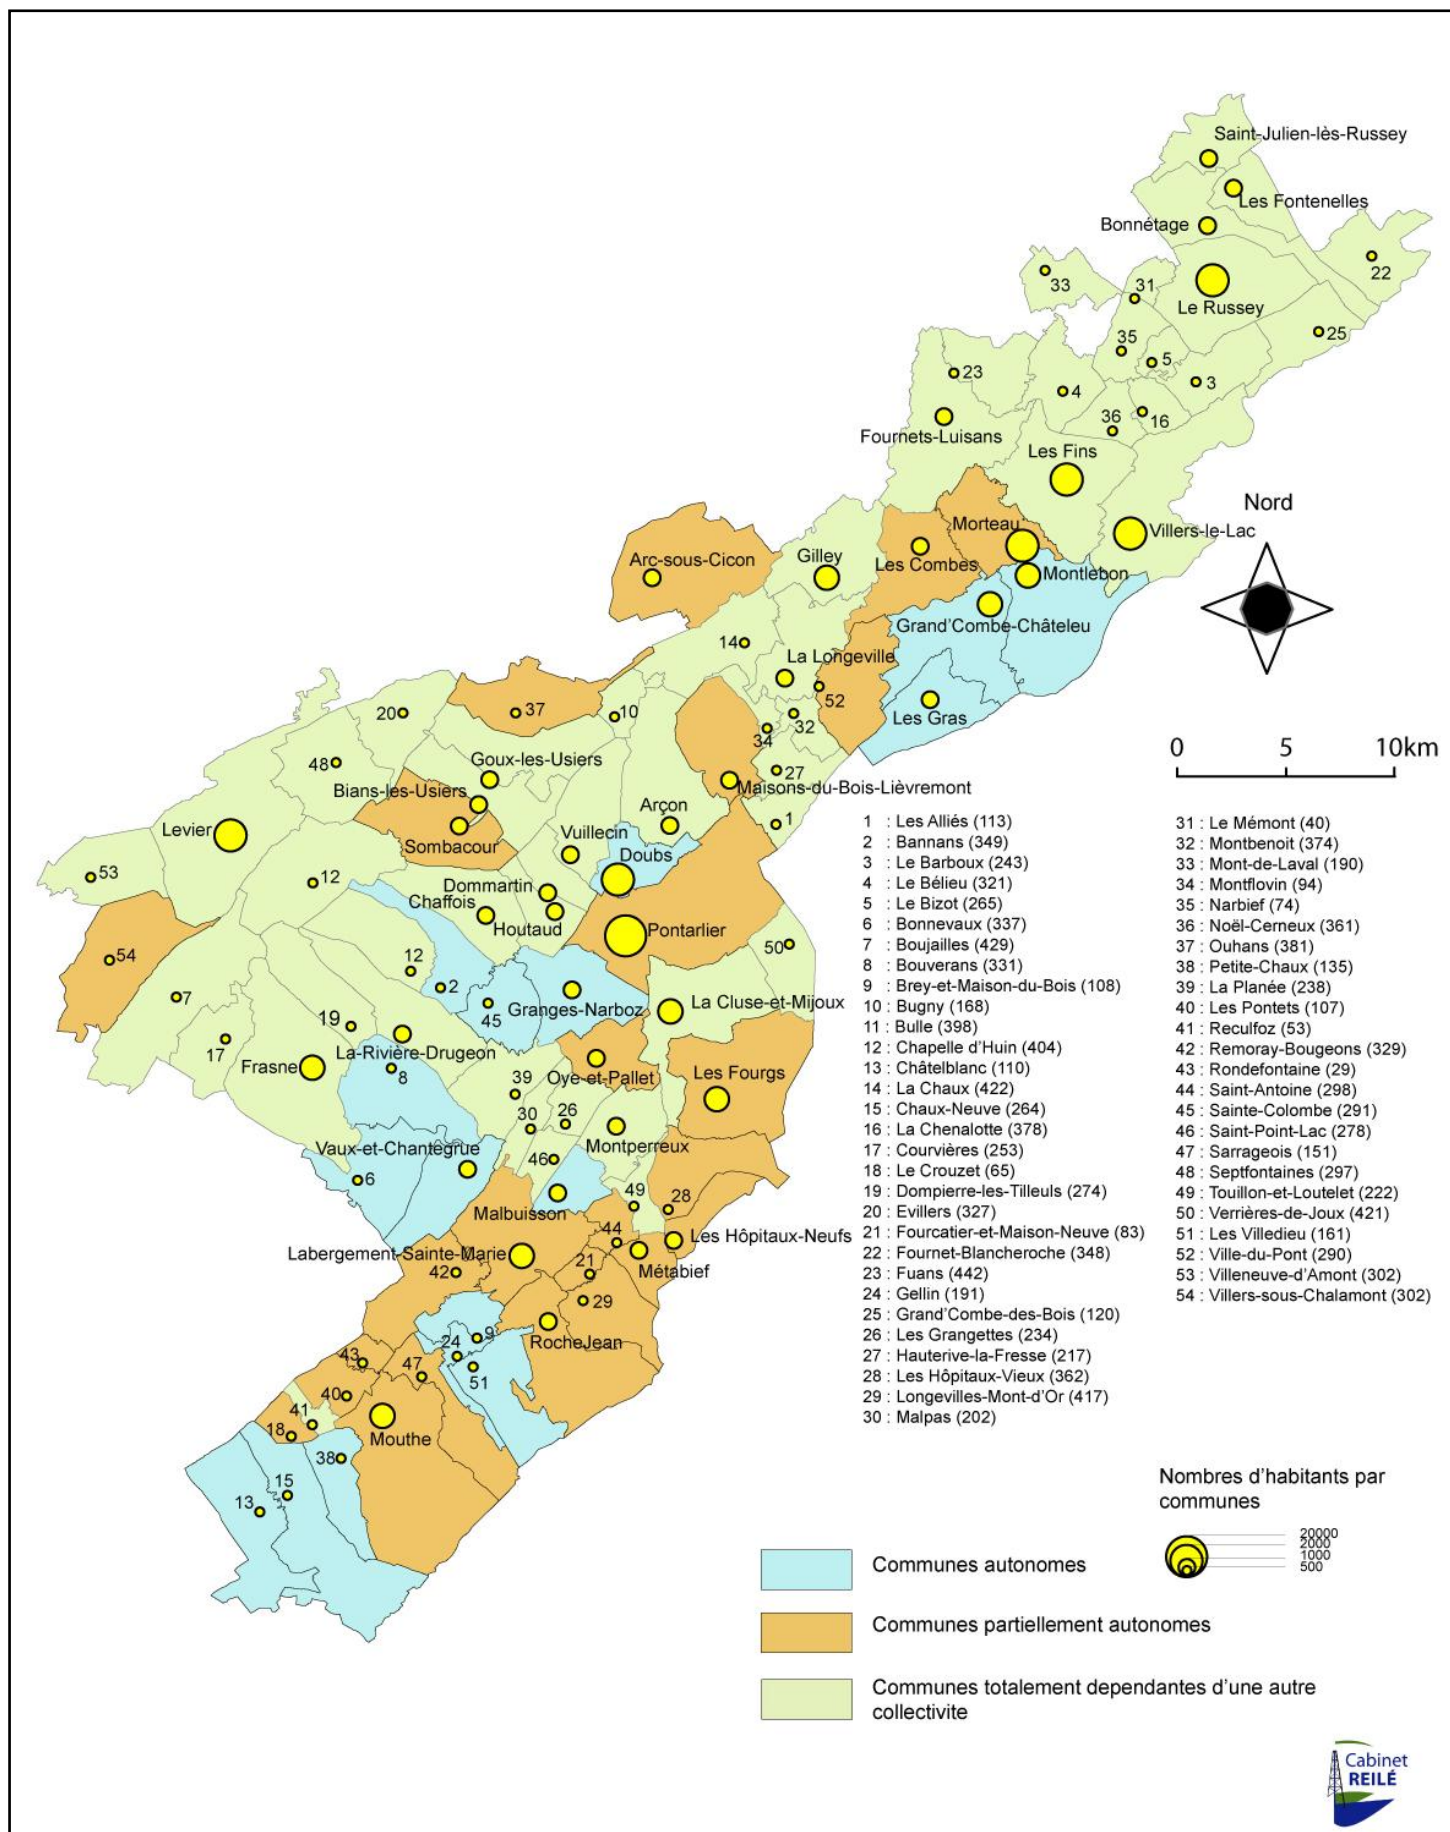 Saint-Julien-lès-Russey
Les Fontenelles
Bonnétage
22
33
31
Le Russey
25
35
5
23
4
3
16
36
Fournets-Luisans
Les Fins
Nord
Morteau
Villers-le-Lac
Arc-sous-Cicon
Gilley
Les Combes
Montlebon
Grand'Combe-Châteleu
14
La Longeville
52
20
37
10
32
Les Gras
34
0 5 10km
48
Goux-les-Usiers
27
Bians-les-Usiers
Maisons-du-Bois-Lièvremont
Arçon
1
Levier
Vuillecin
Sombacour
Doubs
53
12
Dommartin
Chaffois
Houtaud
Pontarlier
50
54
12
2
7
45
Granges-Narboz
La Cluse-et-Mijoux
19
17
La-Rivière-Drugeon
Frasne
8
Oye-et-Pallet
Les Fourgs
39
30
26
Montperreux
Vaux-et-Chantegrue
46
6
49
28
Malbuisson
44
Les Hôpitaux-Neufs
Labergement-Sainte-Marie
Métabief
42
21
29
9
RocheJean
24
43
47
51
40
41
18
Mouthe
38
15
13
1 : Les Alliés (113)
2 : Bannans (349)
3 : Le Barboux (243)
4 : Le Bélieu (321)
5 : Le Bizot (265)
6 : Bonnevaux (337)
7 : Boujailles (429)
8 : Bouverans (331)
9 : Brey-et-Maison-du-Bois (108)
10 : Bugny (168)
11 : Bulle (398)
12 : Chapelle d'Huin (404)
13 : Châtelblanc (110)
14 : La Chaux (422)
15 : Chaux-Neuve (264)
16 : La Chenalotte (378)
17 : Courvières (253)
18 : Le Crouzet (65)
19 : Dompierre-les-Tilleuls (274)
20 : Evillers (327)
21 : Fourcatier-et-Maison-Neuve (83)
22 : Fournet-Blancheroche (348)
23 : Fuans (442)
24 : Gellin (191)
25 : Grand'Combe-des-Bois (120)
26 : Les Grangettes (234)
27 : Hauterive-la-Fresse (217)
28 : Les Hôpitaux-Vieux (362)
29 : Longevilles-Mont-d'Or (417)
30 : Malpas (202)
31 : Le Mémont (40)
32 : Montbenoit (374)
33 : Mont-de-Laval (190)
34 : Montflovin (94)
35 : Narbief (74)
36 : Noël-Cerneux (361)
37 : Ouhans (381)
38 : Petite-Chaux (135)
39 : La Planée (238)
40 : Les Pontets (107)
41 : Reculfoz (53)
42 : Remoray-Bougeons (329)
43 : Rondefontaine (29)
44 : Saint-Antoine (298)
45 : Sainte-Colombe (291)
46 : Saint-Point-Lac (278)
47 : Sarrageois (151)
48 : Septfontaines (297)
49 : Touillon-et-Loutelet (222)
50 : Verrières-de-Joux (421)
51 : Les Villedieu (161)
52 : Ville-du-Pont (290)
53 : Villeneuve-d'Amont (302)
54 : Villers-sous-Chalamont (302)
Nombres d'habitants par
communes
20000
2000
1000
500
Communes autonomes
Communes partiellement autonomes
Communes totalement dependantes d'une autre
collectivite
Cabinet
REILÉ